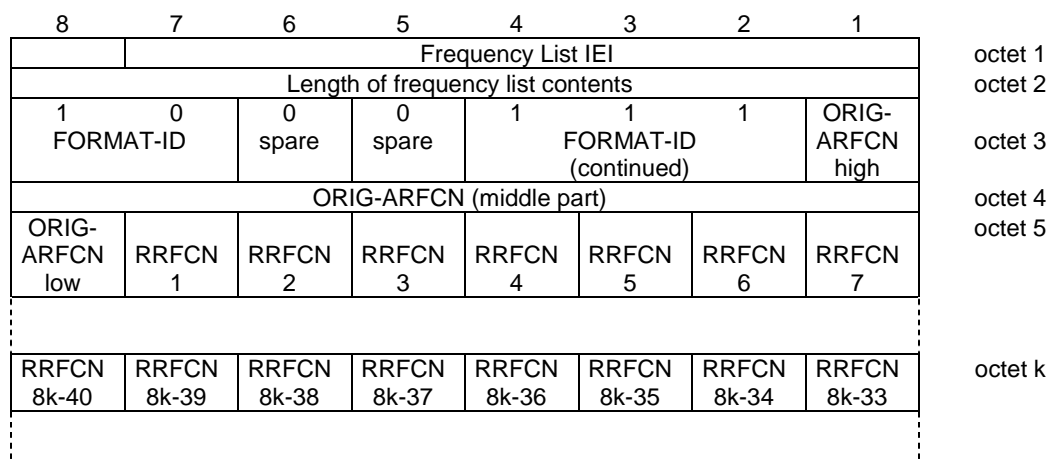 8 7 6 5 4 3 2 1
Frequency List IEI octet 1
Length of frequency list contents octet 2
1 0 0 0 1 1 1 ORIG-
FORMAT-ID spare spare FORMAT-ID ARFCN octet 3
(continued) high
ORIG-ARFCN (middle part) octet 4
ORIG- octet 5
ARFCN RRFCN RRFCN RRFCN RRFCN RRFCN RRFCN RRFCN
low 1 2 3 4 5 6 7
RRFCN RRFCN RRFCN RRFCN RRFCN RRFCN RRFCN RRFCN octet k
8k-40 8k-39 8k-38 8k-37 8k-36 8k-35 8k-34 8k-33